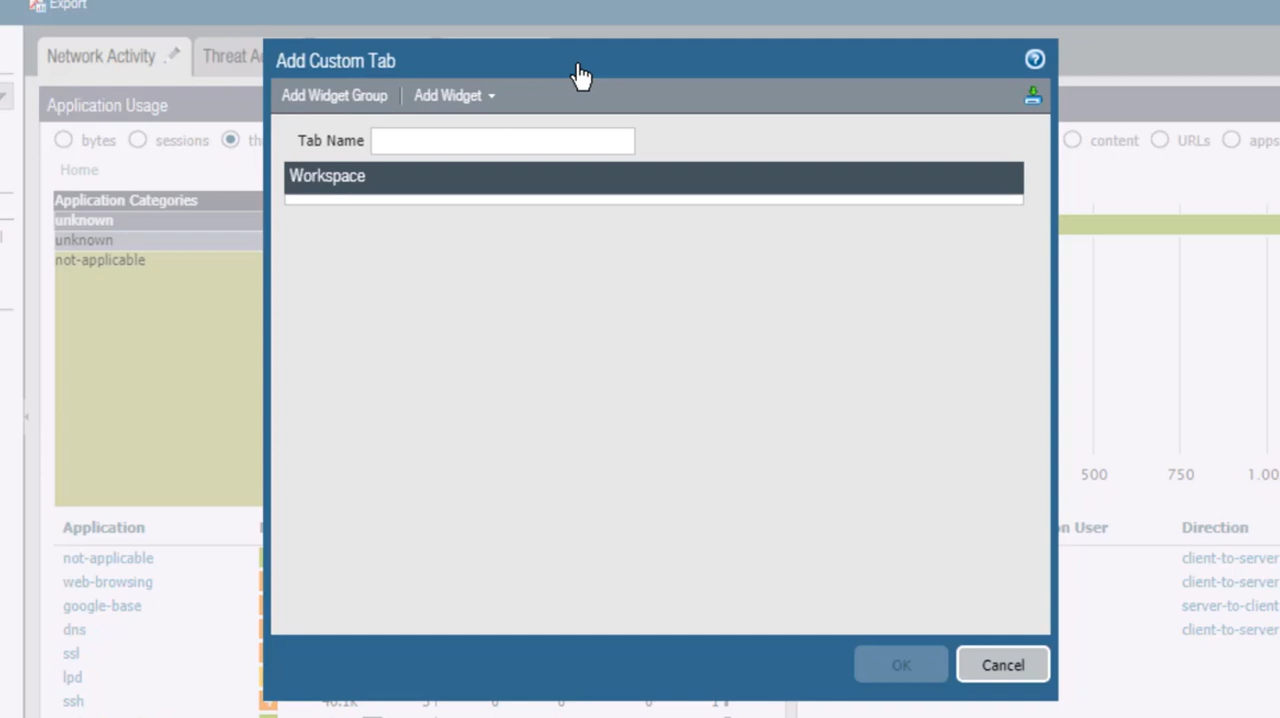 Export
Network Activity Threat
Add Custom Tab
Application Usage
Add Widget Group Add Widget
bytes sessions
Tab Name
content URLs apps
Home
Workspace
Application Categories
unknown
unknown
not-applicable
500 750 1.00
Application
User Direction
not-applicable client-to-server
web-browsing client-to-server
google-base server-to-client
dns client-to-server
ssl
lpd
OK Cancel
ssh